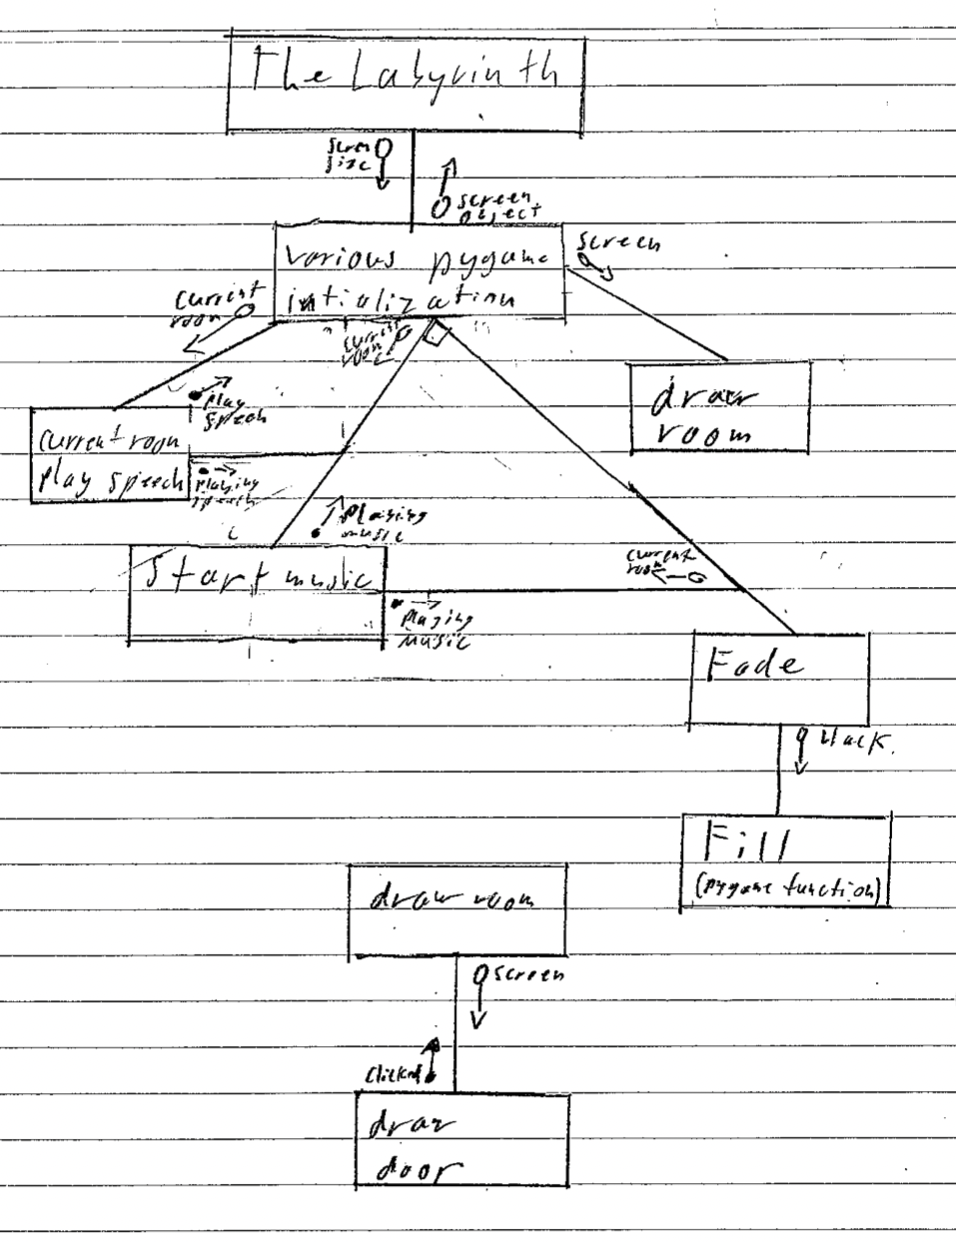 The Labyrinth
screen
size
screen
object
various pygame
intialization
screen
current
room
current
room
draw
room
play
speech
current room
play speech
playing
speech
playing
music
Start music
current
room
playing
music
Fade
black
Fill
(pygame function)
draw room
screen
clicked
draw
door